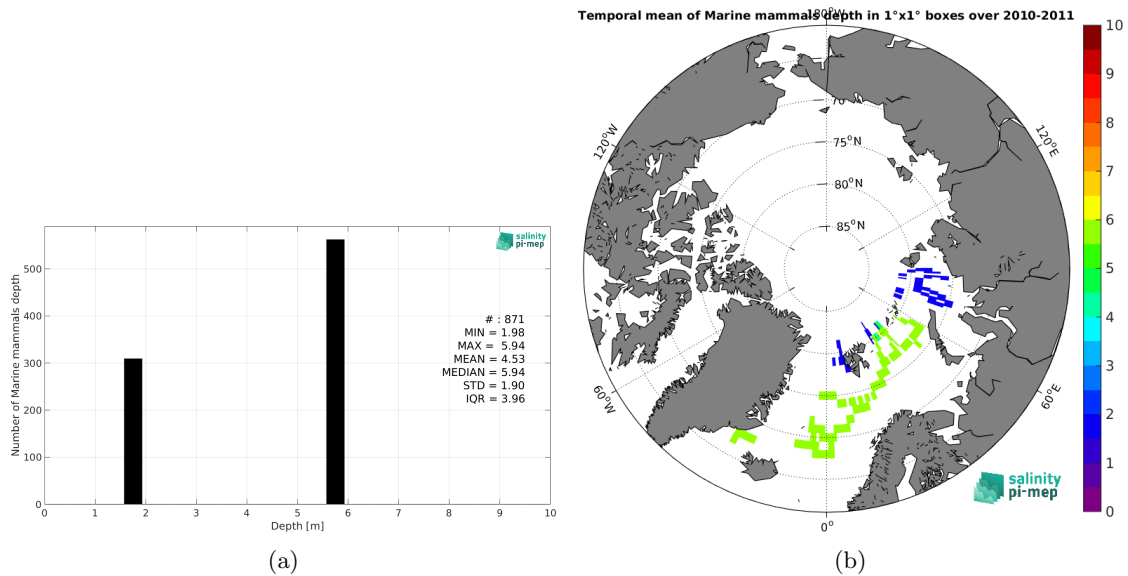 salinity
pi-mep
# : 871
MIN = 1.98
MAX = 5.94
MEAN = 4.53
MEDIAN = 5.94
STD = 1.90
IQR = 3.96
Number of Marine mammals depth
500
400
300
200
100
0
0 1 2 3 4 5 6 7 8 9 10
Depth [m]
(a)
Temporal mean of Marine mammals depth in 1°x1° boxes over 2010-2011
180°W
120°W
120°E
60°W
60°E
0°
70°
75°N
80°N
85°N
10
9
8
7
6
5
4
3
2
1
0
salinity
pi-mep
(b)